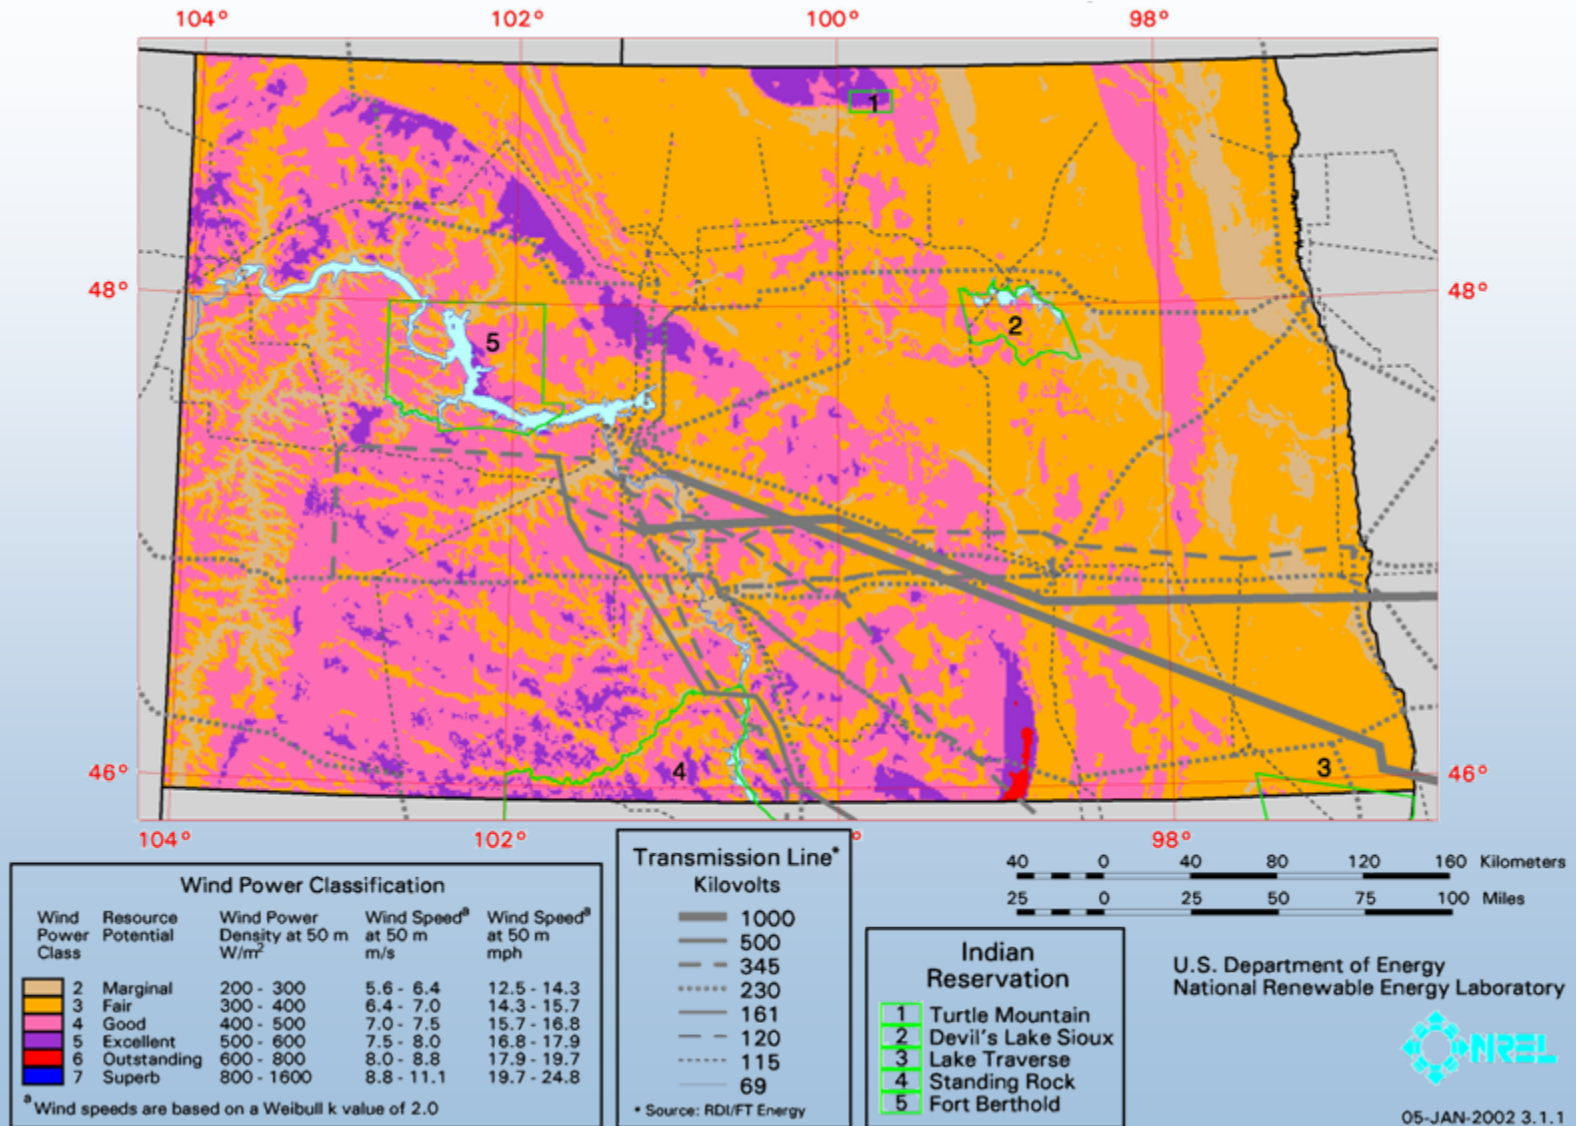 104° 102° 100° 98°
1
48° 48°
2
5
46° 46°
4
3
104° 102° ° 98°
Wind Power Classification
Wind Power Class Resource Potential Wind Power Density at 50 m W/m² Wind Speedª at 50 m m/s Wind Speedª at 50 m mph
2 Marginal 200 - 300 5.6 - 6.4 12.5 - 14.3
3 Fair 300 - 400 6.4 - 7.0 14.3 - 15.7
4 Good 400 - 500 7.0 - 7.5 15.7 - 16.8
5 Excellent 500 - 600 7.5 - 8.0 16.8 - 17.9
6 Outstanding 600 - 800 8.0 - 8.8 17.9 - 19.7
7 Superb 800 - 1600 8.8 - 11.1 19.7 - 24.8
ª Wind speeds are based on a Weibull k value of 2.0
Transmission Line*
Kilovolts
1000
500
345
230
161
120
115
69
* Source: RDI/FT Energy
Indian
Reservation
1 Turtle Mountain
2 Devil's Lake Sioux
3 Lake Traverse
4 Standing Rock
5 Fort Berthold
40 0 40 80 120 160 Kilometers
25 0 25 50 75 100 Miles
U.S. Department of Energy
National Renewable Energy Laboratory
NREL
05-JAN-2002 3.1.1